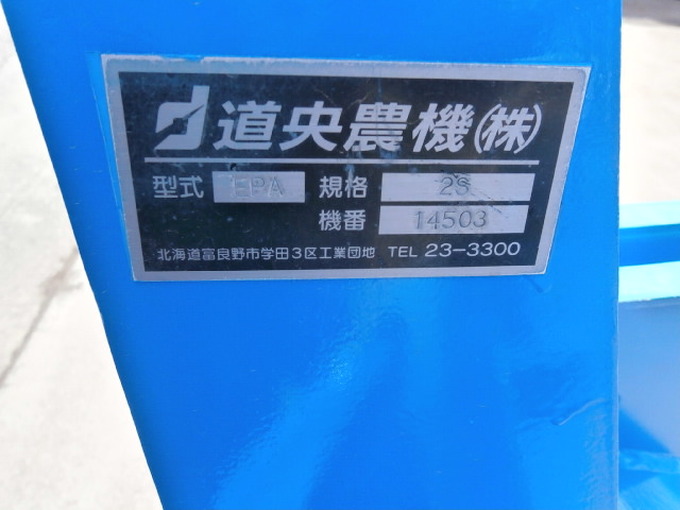 道央農機(株)
型式 EPA 規格 2S
機番 14503
北海道富良野市学田3区工業団地 TEL 23-3300